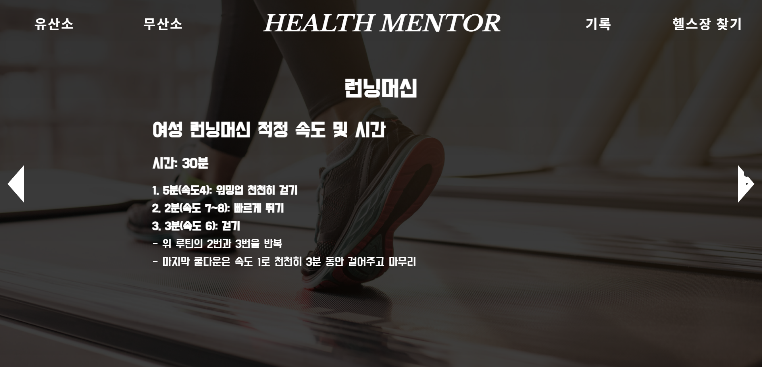 유산소 무산소 HEALTH MENTOR 기록 헬스장 찾기
런닝머신
여성 런닝머신 적정 속도 및 시간
시간: 30분
1. 5분(속도4): 워밍업 천천히 걷기
2. 2분(속도 7~8): 빠르게 뛰기
3. 3분(속도 6): 걷기
- 위 루틴의 2번과 3번을 반복
- 마지막 쿨다운은 속도 1로 천천히 3분 동안 걸어주고 마무리